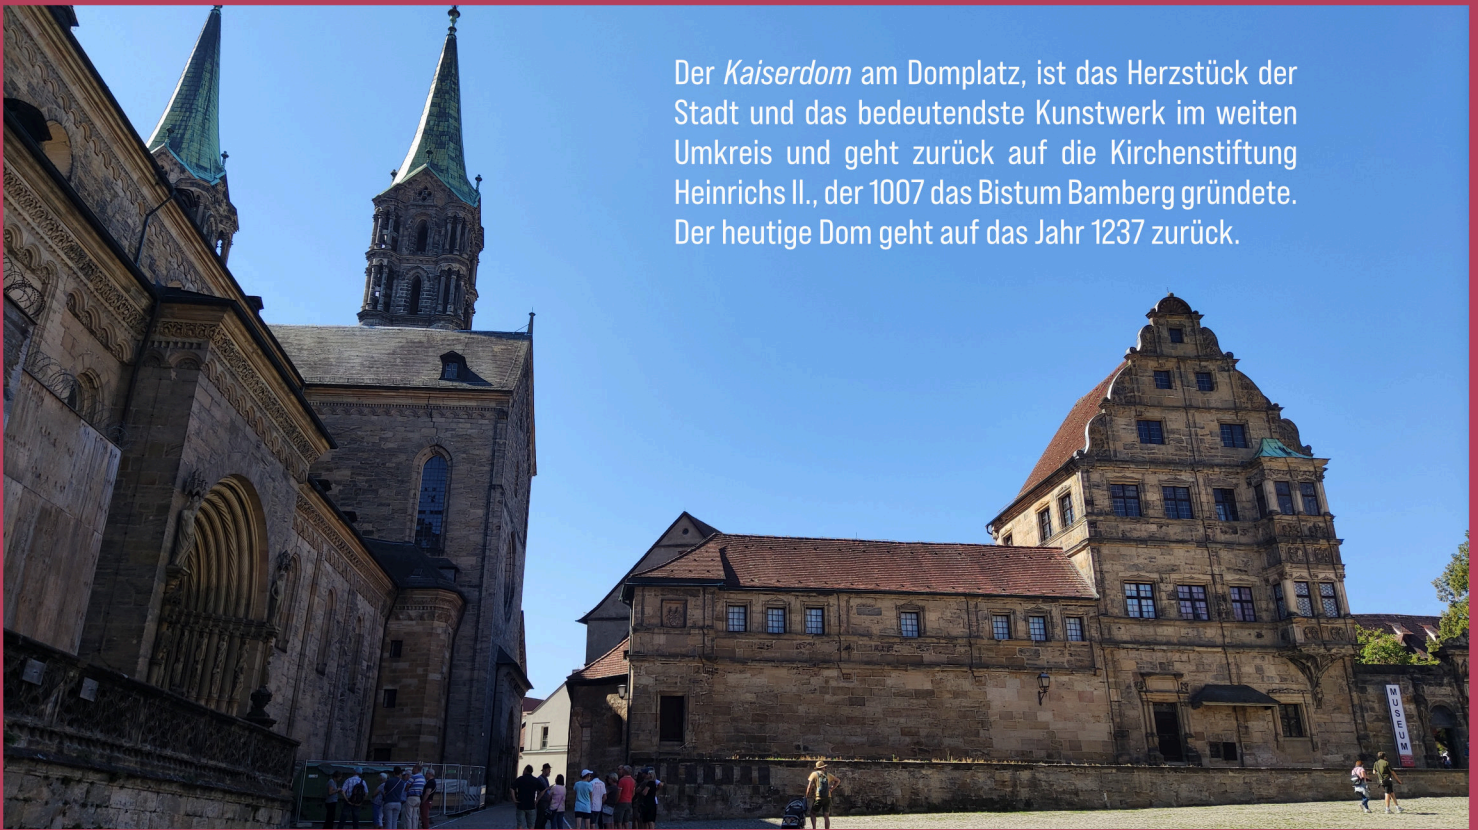 Der Kaiserdom am Domplatz, ist das Herzstück der
Stadt und das bedeutendste Kunstwerk im weiten
Umkreis und geht zurück auf die Kirchenstiftung
Heinrichs II., der 1007 das Bistum Bamberg gründete.
Der heutige Dom geht auf das Jahr 1237 zurück.
MUSEUM